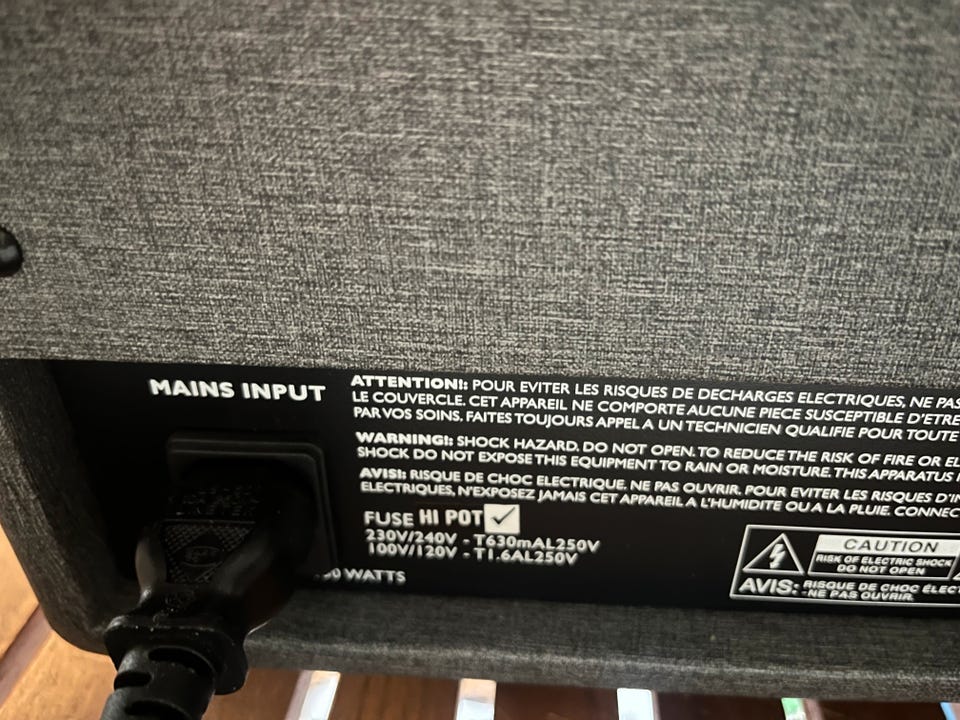 MAINS INPUT
ATTENTION!: POUR EVITER LES RISQUES DE DECHARGES ELECTRIQUES, NE PAS
LE COUVERCLE. CET APPAREIL NE COMPORTE AUCUNE PIECE SUSCEPTIBLE D'ETRE
PAR VOS SOINS. FAITES TOUJOURS APPEL A UN TECHNICIEN QUALIFIE POUR TOUTE
WARNING!: SHOCK HAZARD. DO NOT OPEN. TO REDUCE THE RISK OF FIRE OR
SHOCK DO NOT EXPOSE THIS EQUIPMENT TO RAIN OR MOISTURE. THIS APPARATUS
AVIS!: RISQUE DE CHOC ELECTRIQUE. NE PAS OUVRIR. POUR EVITER LES RISQUES
ELECTRIQUES, N'EXPOSEZ JAMAIS CET APPAREIL A L'HUMIDITE OU A LA PLUIE.
FUSE HI POT
230V/240V - T630mAL250V
100V/120V - T1.6AL250V
WATTS
CAUTION
RISK OF ELECTRIC SHOCK
DO NOT OPEN
AVIS: RISQUE DE CHOC
-NE PAS OUVRIR.